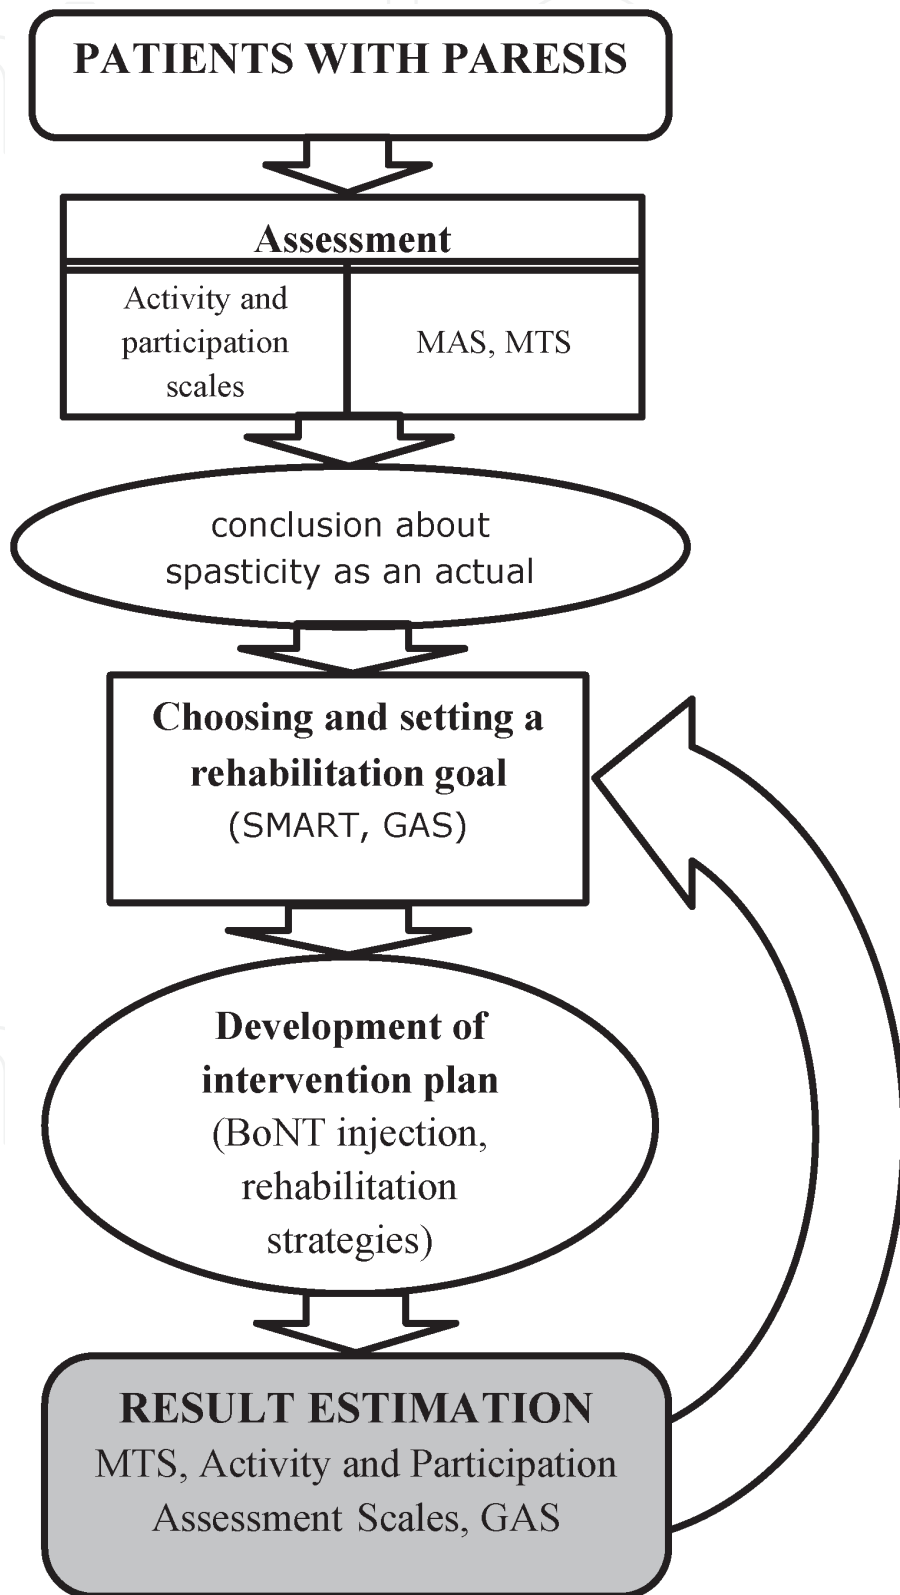 PATIENTS WITH PARESIS
Assessment
Activity and
participation
scales
MAS, MTS
conclusion about
spasticity as an actual
Choosing and setting a
rehabilitation goal
(SMART, GAS)
Development of
intervention plan
(BoNT injection,
rehabilitation
strategies)
RESULT ESTIMATION
MTS, Activity and Participation
Assessment Scales, GAS